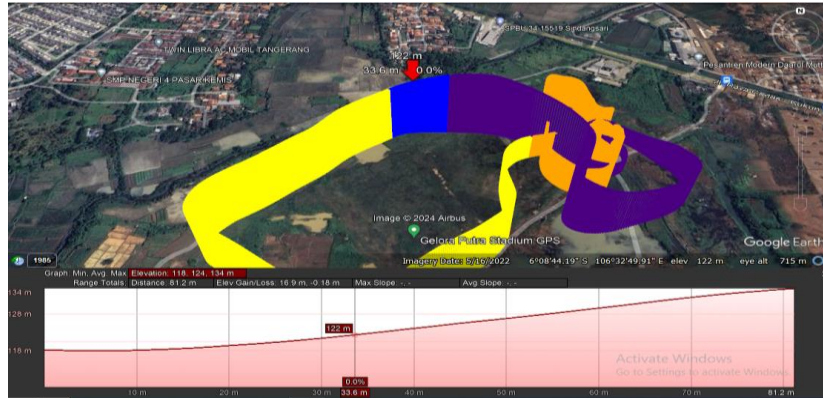 N
SPBU 34-15519 Sindangsari
TWIN LIBRA AC MOBIL TANGERANG
122 m
33.6 m 0.0%
SMP NEGERI 4 PASAR KEMIS
Image © 2024 Airbus
Gelora Putra Stadium GPS
Google Earth
1985
Imagery Date: 5/16/2022 6°08'44.19" S 106°32'49.91" E elev 122 m eye alt 715 m
Graph: Min, Avg, Max Elevation: 118, 124, 134 m
Range Totals: Distance: 81.2 m Elev Gain/Loss: 16.9 m, -0.18 m Max Slope: -, - Avg Slope: -, -
134 m
128 m
122 m
116 m
Activate Windows
Go to Settings to activate Windows.
0.0%
10 m 20 m 30 m 33.6 m 40 m 50 m 60 m 70 m 81.2 m